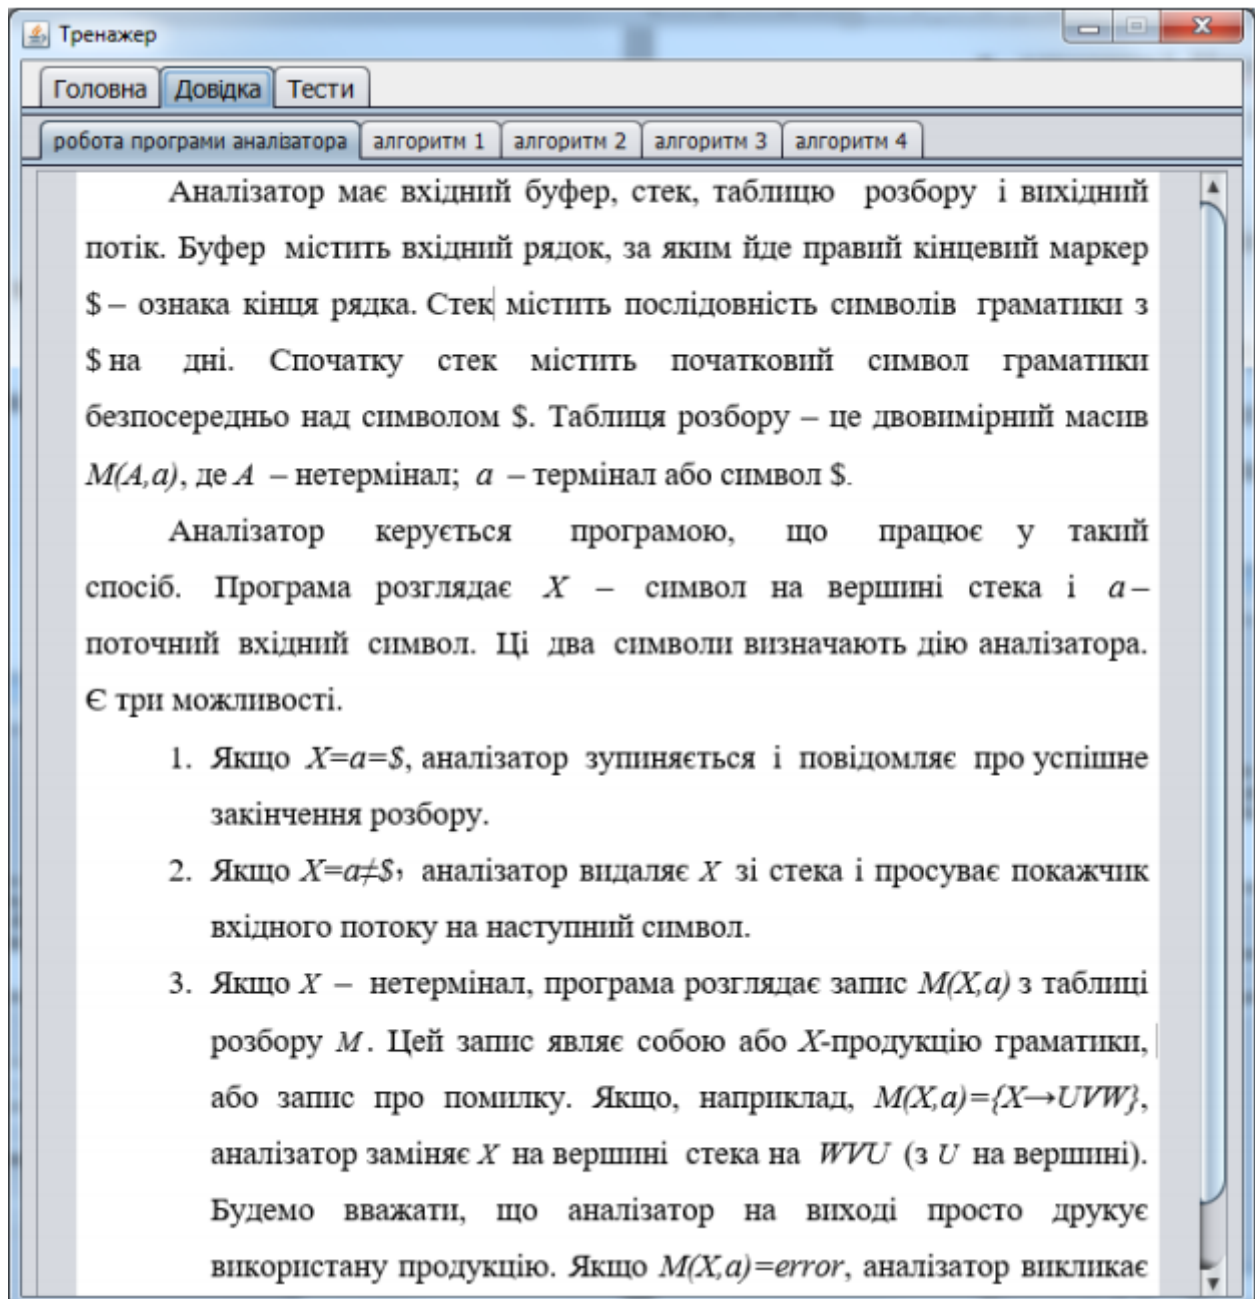 Тренажер
Головна Довідка Тести
робота програми аналізатора алгоритм 1 алгоритм 2 алгоритм 3 алгоритм 4
Аналізатор має вхідний буфер, стек, таблицю розбору і вихідний
потік. Буфер містить вхідний рядок, за яким йде правий кінцевий маркер
$ – ознака кінця рядка. Стек містить послідовність символів граматики з
$ на дні. Спочатку стек містить початковий символ граматики
безпосередньо над символом $. Таблиця розбору – це двовимірний масив
M(A,a), де A – нетермінал; a – термінал або символ $.
Аналізатор керується програмою, що працює у такий
спосіб. Програма розглядає X – символ на вершині стека і a –
поточний вхідний символ. Ці два символи визначають дію аналізатора.
Є три можливості.
1. Якщо X=a=$, аналізатор зупиняється і повідомляє про успішне
закінчення розбору.
2. Якщо X=a≠$, аналізатор видаляє X зі стека і просуває покажчик
вхідного потоку на наступний символ.
3. Якщо X – нетермінал, програма розглядає запис M(X,a) з таблиці
розбору M. Цей запис являє собою або X-продукцію граматики,
або запис про помилку. Якщо, наприклад, M(X,a)={X→UVW},
аналізатор заміняє X на вершині стека на WVU (з U на вершині).
Будемо вважати, що аналізатор на виході просто друкує
використану продукцію. Якщо M(X,a)=error, аналізатор викликає